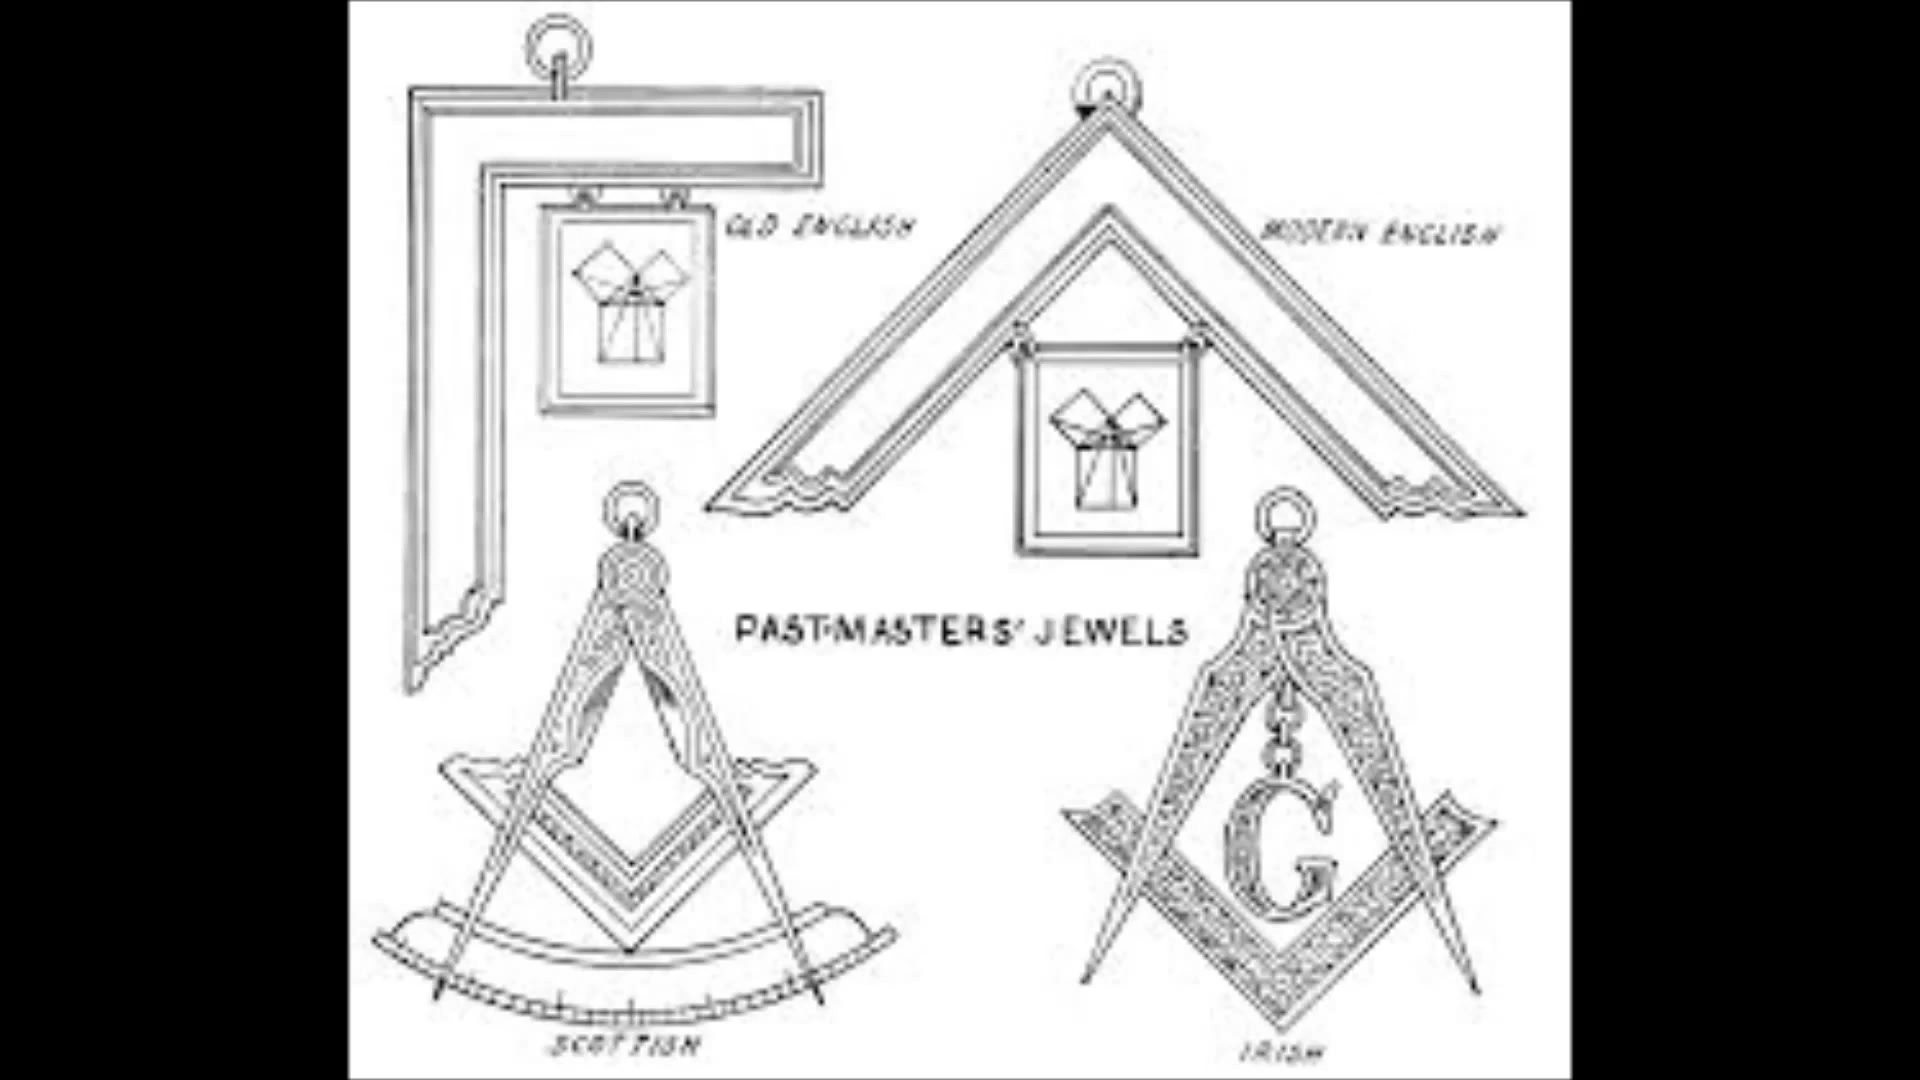 OLD ENGLISH
MODERN ENGLISH
PAST-MASTERS' JEWELS
G
SCOTTISH
IRISH